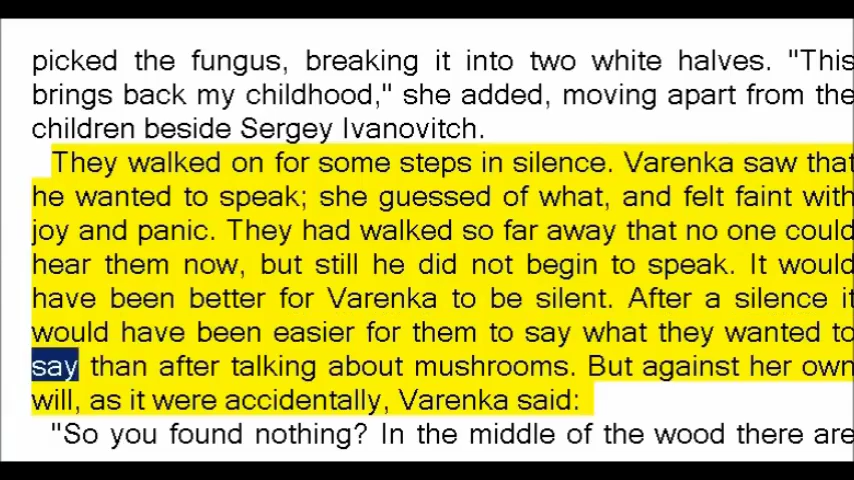 picked the fungus, breaking it into two white halves. "This
brings back my childhood," she added, moving apart from the
children beside Sergey Ivanovitch.
They walked on for some steps in silence. Varenka saw that
he wanted to speak; she guessed of what, and felt faint with
joy and panic. They had walked so far away that no one could
hear them now, but still he did not begin to speak. It would
have been better for Varenka to be silent. After a silence it
would have been easier for them to say what they wanted to
say than after talking about mushrooms. But against her own
will, as it were accidentally, Varenka said:
"So you found nothing? In the middle of the wood there are